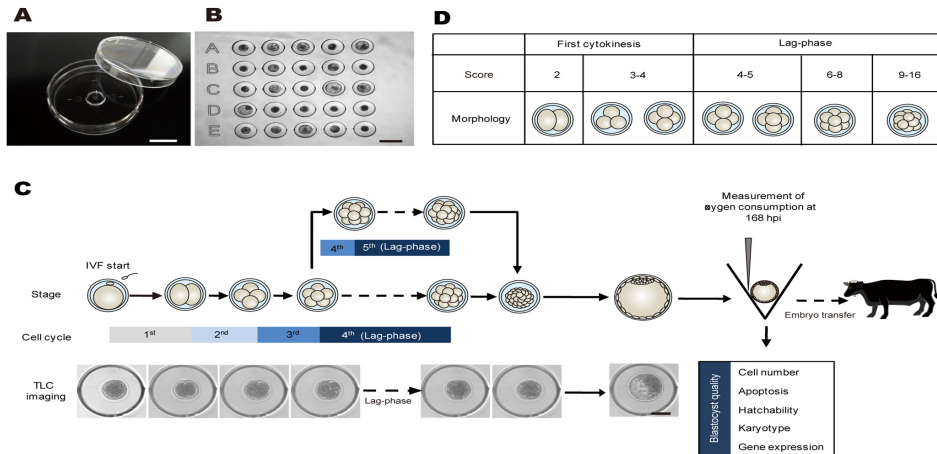 A
B
A
B
C
D
E
D
First cytokinesis
Lag-phase
Score
2
3-4
4-5
6-8
9-16
Morphology
C
Measurement of
oxygen consumption at
168 hpi
4th
5th (Lag-phase)
IVF start
Stage
Embryo transfer
Cell cycle
1st
2nd
3rd
4th (Lag-phase)
TLC
imaging
Lag-phase
Blastocyst quality
Cell number
Apoptosis
Hatchability
Karyotype
Gene expression